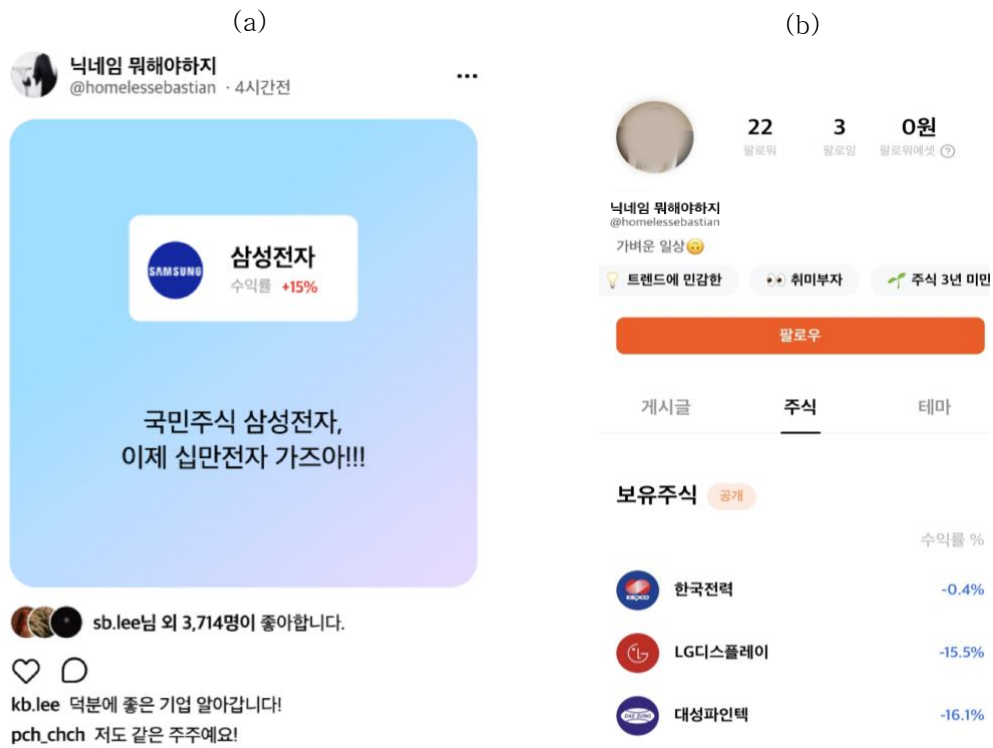 (a)
닉네임 뭐해야하지
@homelessebastian · 4시간전
SAMSUNG
삼성전자
수익률 +15%
국민주식 삼성전자,
이제 십만전자 가즈아!!!
sb.lee님 외 3,714명이 좋아합니다.
kb.lee 덕분에 좋은 기업 알아갑니다!
pch_chch 저도 같은 주주예요!
(b)
22 3 0원
팔로워 팔로잉 팔로워에셋 ?
닉네임 뭐해야하지
@homelessebastian
가벼운 일상
트렌드에 민감한 취미부자 주식 3년 미만
팔로우
게시글 주식 테마
보유주식 공개
수익률 %
KEPCO 한국전력 -0.4%
LG디스플레이 -15.5%
DAE SUNG 대성파인텍 -16.1%